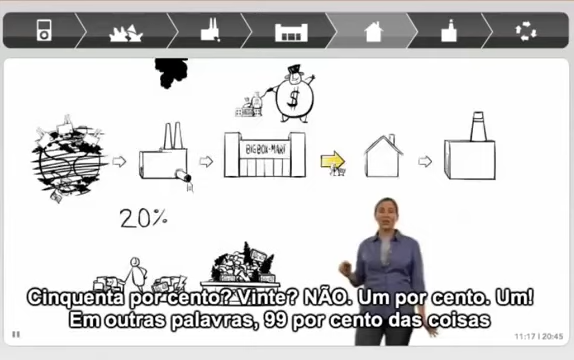 $
BIG BOX-MART
20%
Cinquenta por cento? Vinte? NÃO. Um por cento. Um!
Em outras palavras, 99 por cento das coisas
11:17 | 20:45